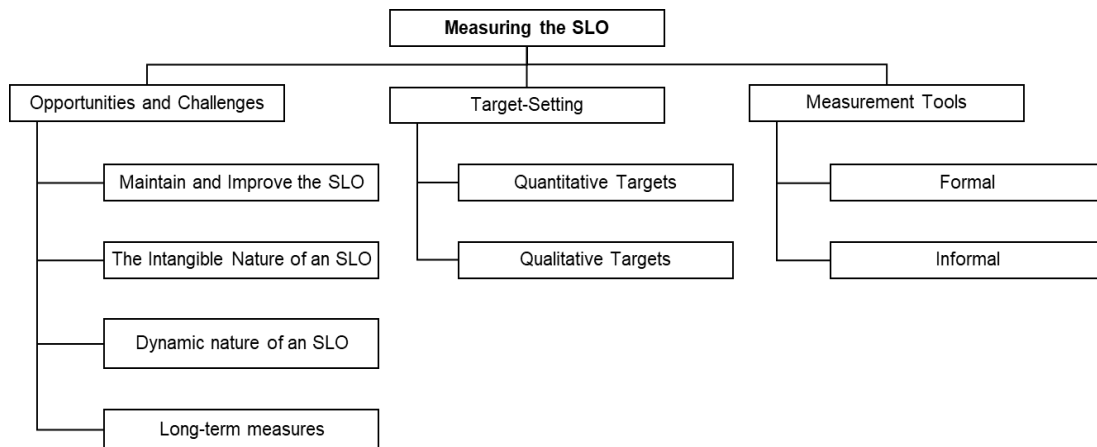 Measuring the SLO
Opportunities and Challenges
Target-Setting
Measurement Tools
Maintain and Improve the SLO
Quantitative Targets
Formal
The Intangible Nature of an SLO
Qualitative Targets
Informal
Dynamic nature of an SLO
Long-term measures